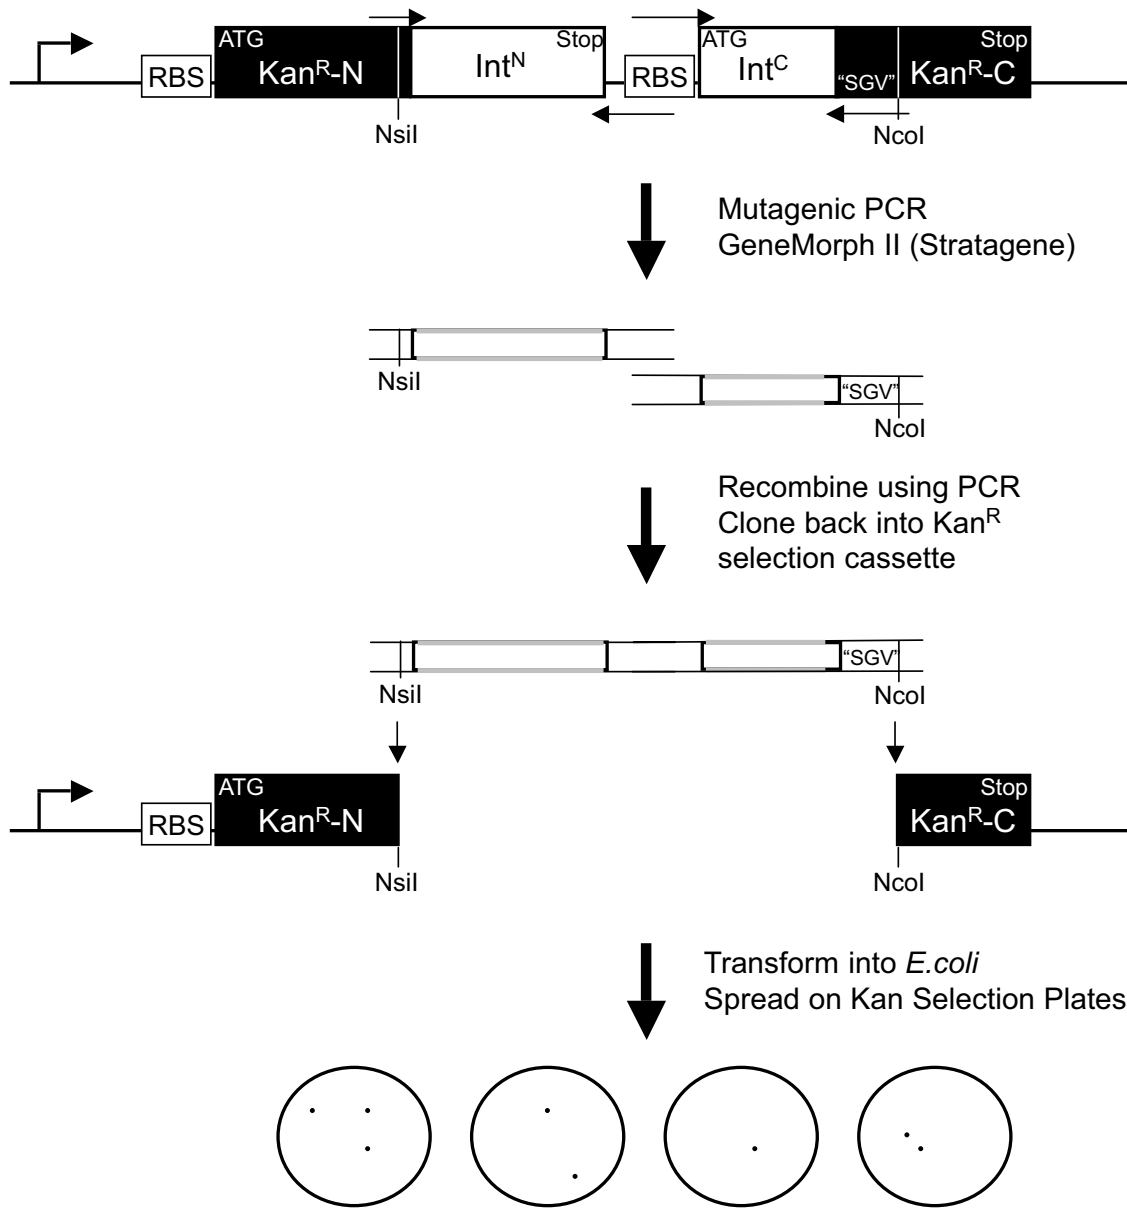 ATG Stop ATG Stop
RBS KanR-N IntN RBS IntC “SGV” KanR-C
NsiI NcoI
Mutagenic PCR
GeneMorph II (Stratagene)
NsiI
“SGV”
NcoI
Recombine using PCR
Clone back into KanR
selection cassette
“SGV”
NsiI NcoI
ATG Stop
RBS KanR-N KanR-C
NsiI NcoI
Transform into E.coli
Spread on Kan Selection Plates